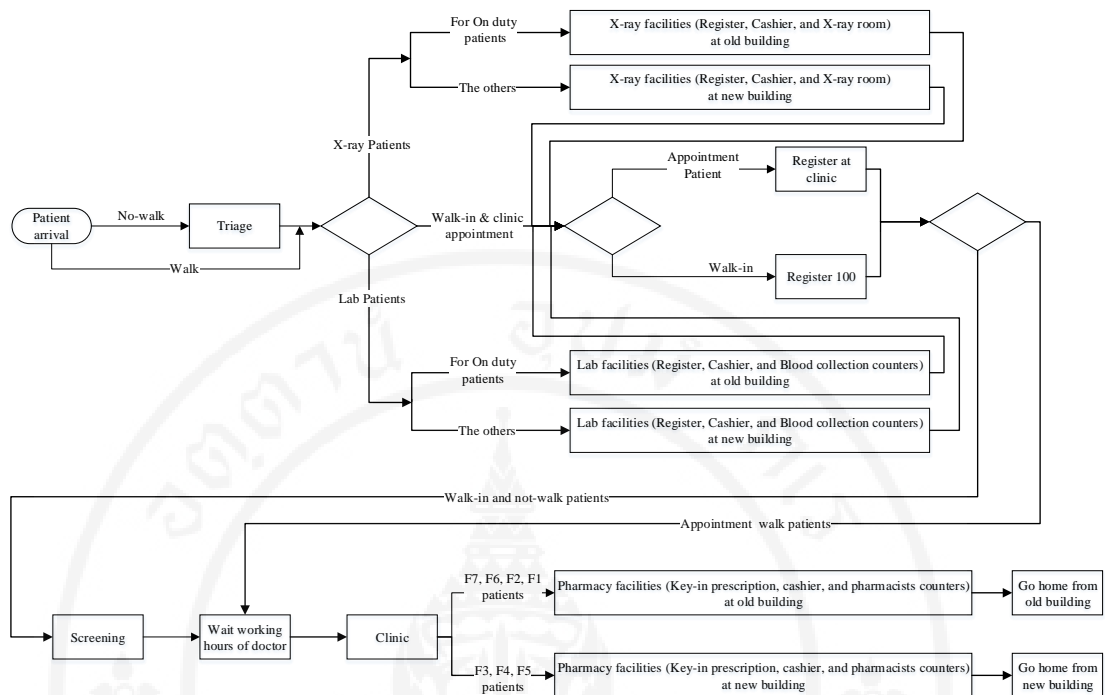 For On duty
patients
X-ray facilities (Register, Cashier, and X-ray room)
at old building
The others
X-ray facilities (Register, Cashier, and X-ray room)
at new building
X-ray Patients
Appointment
Patient
Register at
clinic
Patient
arrival
No-walk
Triage
Walk-in & clinic
appointment
Walk
Walk-in
Register 100
Lab Patients
For On duty
patients
Lab facilities (Register, Cashier, and Blood collection counters)
at old building
The others
Lab facilities (Register, Cashier, and Blood collection counters)
at new building
Walk-in and not-walk patients
Appointment walk patients
F7, F6, F2, F1
patients
Pharmacy facilities (Key-in prescription, cashier, and pharmacists counters)
at old building
Go home from
old building
Screening
Wait working
hours of doctor
Clinic
F3, F4, F5
patients
Pharmacy facilities (Key-in prescription, cashier, and pharmacists counters)
at new building
Go home from
new building